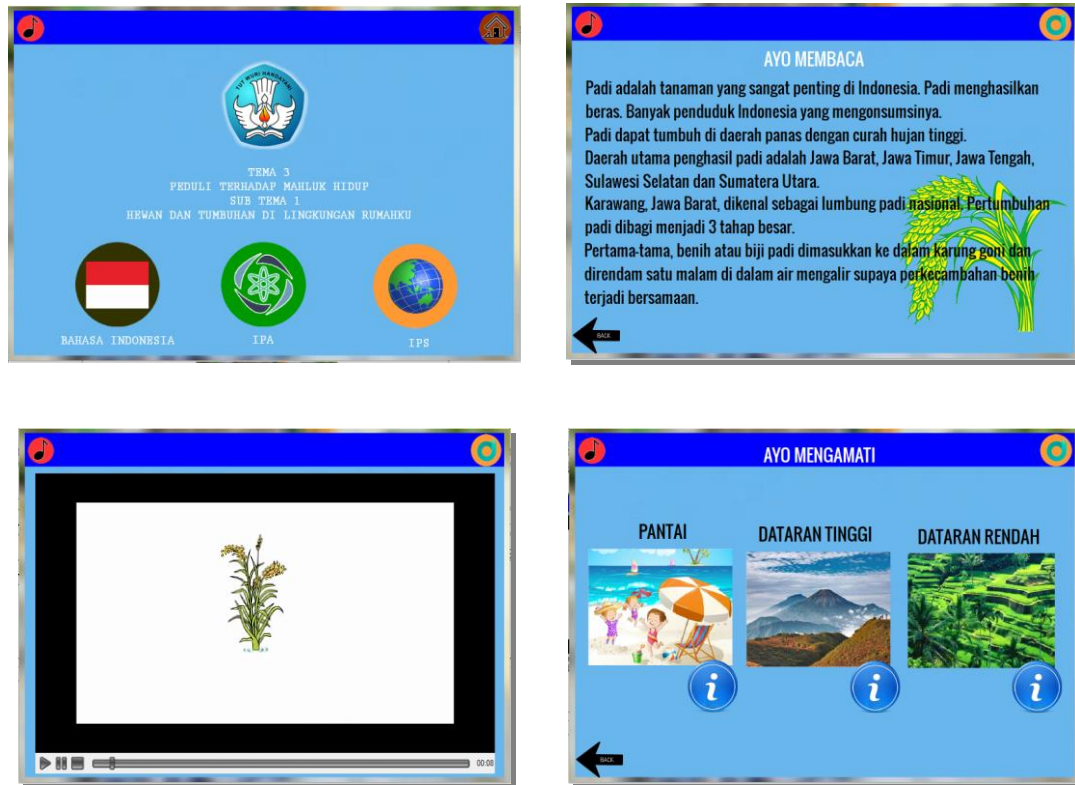 TUT WURI HANDAYANI
TEMA 3
PEDULI TERHADAP MAHLUK HIDUP
SUB TEMA 1
HEWAN DAN TUMBUHAN DI LINGKUNGAN RUMAHKU
BAHASA INDONESIA
IPA
IPS
AYO MEMBACA
Padi adalah tanaman yang sangat penting di Indonesia. Padi menghasilkan
beras. Banyak penduduk Indonesia yang mengonsumsinya.
Padi dapat tumbuh di daerah panas dengan curah hujan tinggi.
Daerah utama penghasil padi adalah Jawa Barat, Jawa Timur, Jawa Tengah,
Sulawesi Selatan dan Sumatera Utara.
Karawang, Jawa Barat, dikenal sebagai lumbung padi nasional. Pertumbuhan
padi dibagi menjadi 3 tahap besar.
Pertama-tama, benih atau biji padi dimasukkan ke dalam karung goni dan
direndam satu malam di dalam air mengalir supaya perkecambahan benih
terjadi bersamaan.
BACK
00:08
AYO MENGAMATI
PANTAI
DATARAN TINGGI
DATARAN RENDAH
i
i
i
BACK